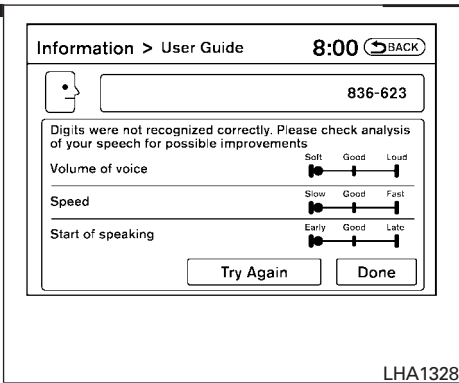 Information > User Guide 8:00 BACK
836-623
Digits were not recognized correctly. Please check analysis
of your speech for possible improvements
Soft Good Loud
Volume of voice
Slow Good Fast
Speed
Early Good Late
Start of speaking
Try Again Done
LHA1328